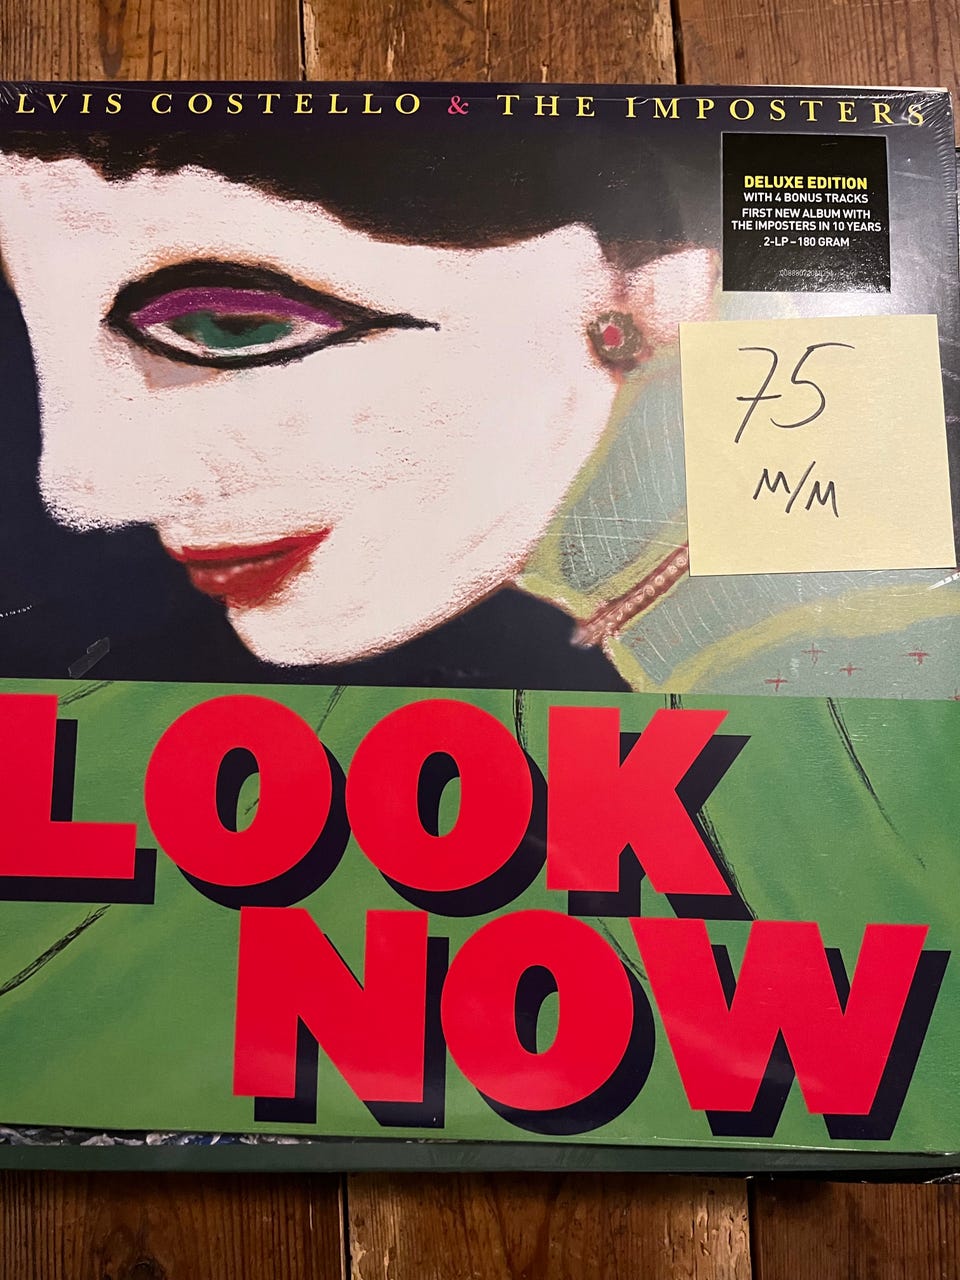 LVIS COSTELLO & THE IMPOSTERS
DELUXE EDITION
WITH 4 BONUS TRACKS
FIRST NEW ALBUM WITH
THE IMPOSTERS IN 10 YEARS
2-LP – 180 GRAM
75
M/M
LOOK
NOW